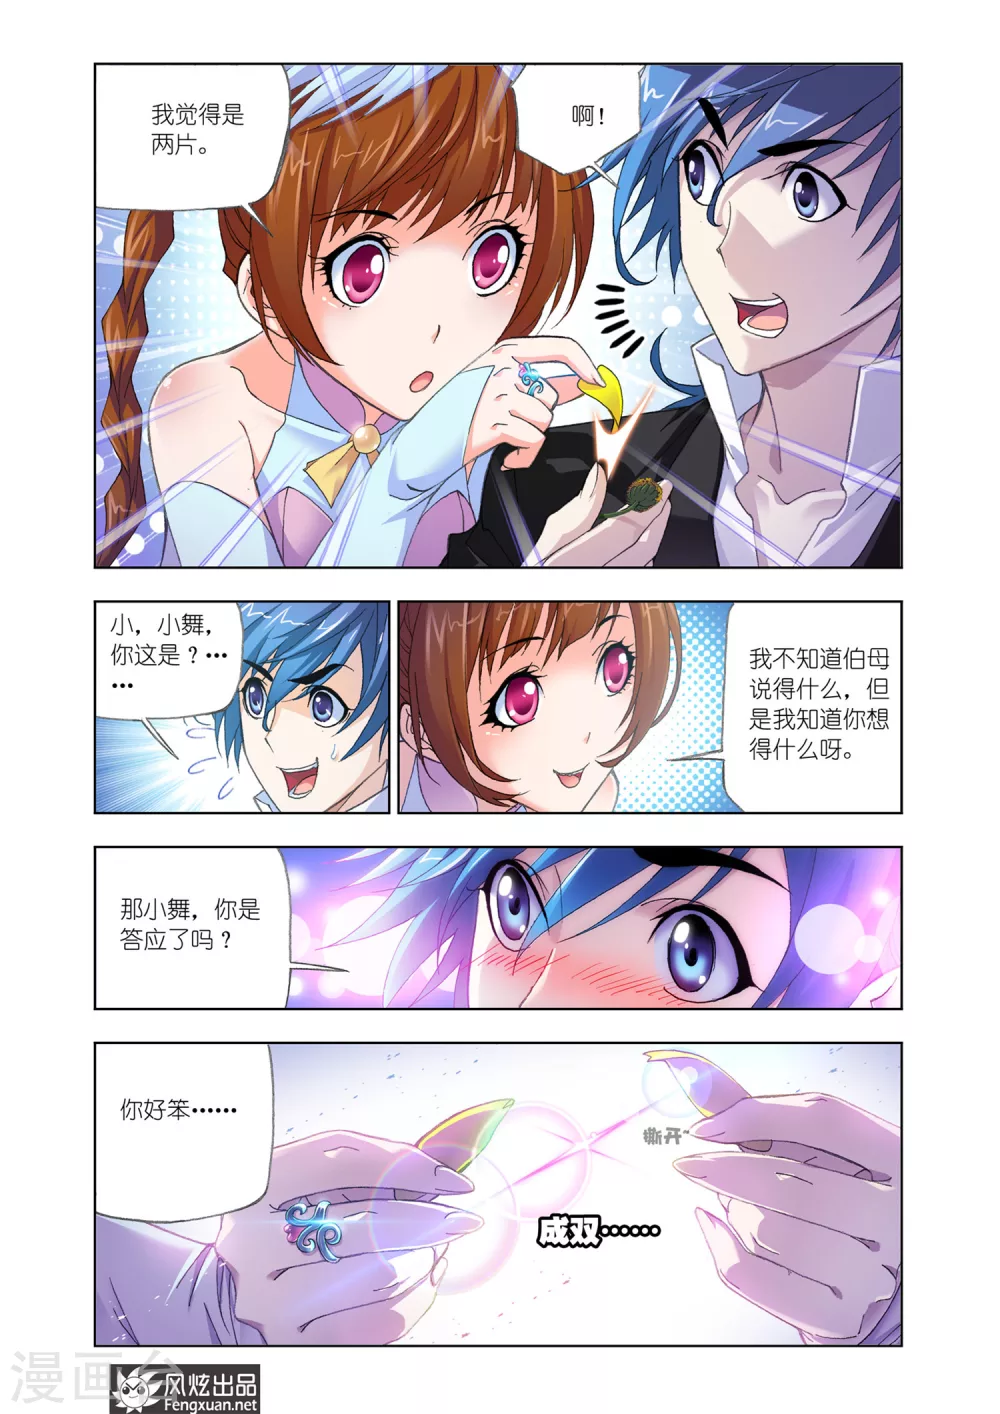 我觉得是
两片。
啊！
小，小舞，
你这是？…
……
我不知道伯母
说得什么，但
是我知道你想
得什么呀。
那小舞，你是
答应了吗？
你好笨……
撕开~
成双……
漫画台
风炫出品
Fengxuan.net